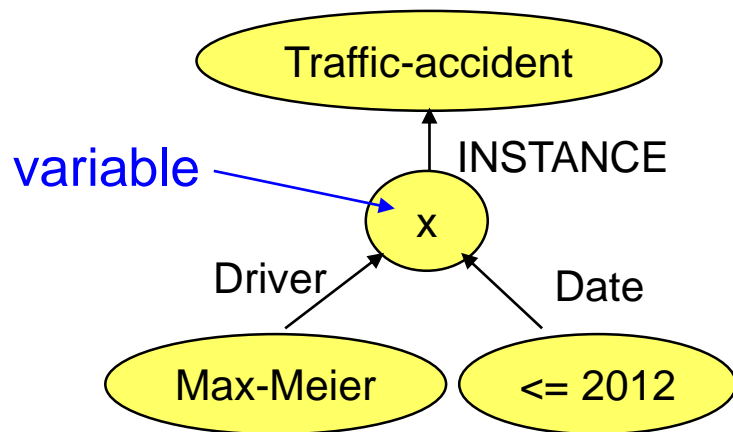 Traffic-accident
INSTANCE
variable
x
Driver
Date
Max-Meier
<= 2012